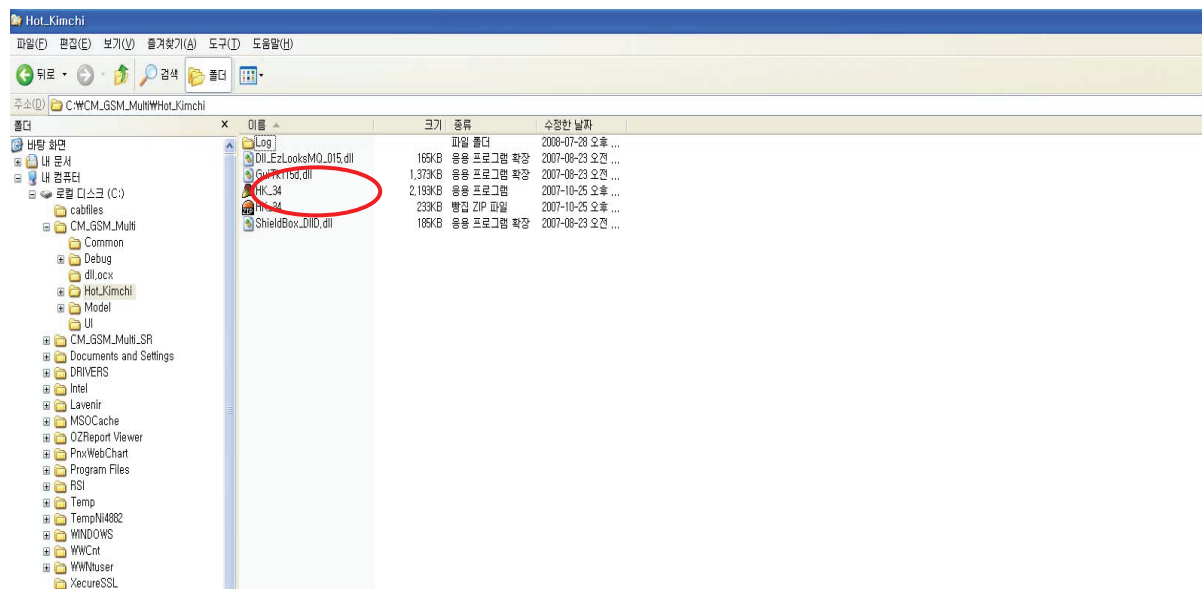 Hot_Kimchi
파일(F) 편집(E) 보기(V) 즐겨찾기(A) 도구(T) 도움말(H)
뒤로 검색 폴더
주소(D) C:₩CM_GSM_Multi₩Hot_Kimchi
폴더 x 이름 크기 종류 수정한 날짜
바탕 화면
내 문서
내 컴퓨터
로컬 디스크 (C:)
cabfiles
CM_GSM_Multi
Common
Debug
dll,ocx
Hot_Kimchi
Model
UI
CM_GSM_Multi_SR
Documents and Settings
DRIVERS
Intel
Lavenir
MSOCache
OZReport Viewer
PnxWebChart
Program Files
RSI
Temp
TempNi4882
WINDOWS
WWCnt
WWNtuser
XecureSSL
Log 파일 폴더 2008-07-28 오후 ...
Dll_EzLooksMQ_015.dll 165KB 응용 프로그램 확장 2007-08-23 오전 ...
1,373KB 응용 프로그램 확장 2007-08-23 오전 ...
HK_34 2,193KB 응용 프로그램 2007-10-25 오후 ...
HK_34 233KB 빵집 ZIP 파일 2007-10-25 오후 ...
ShieldBox_DllD.dll 185KB 응용 프로그램 확장 2007-08-23 오전 ...